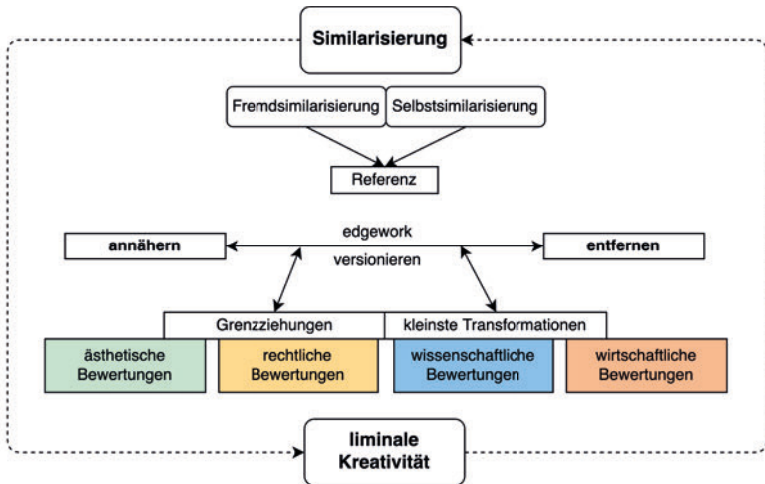 Similarisierung
Fremdsimilarisierung
Selbstsimilarisierung
Referenz
annähern
edgework
versionieren
entfernen
Grenzziehungen
kleinste Transformationen
ästhetische
Bewertungen
rechtliche
Bewertungen
wissenschaftliche
Bewertungen
wirtschaftliche
Bewertungen
liminale
Kreativität